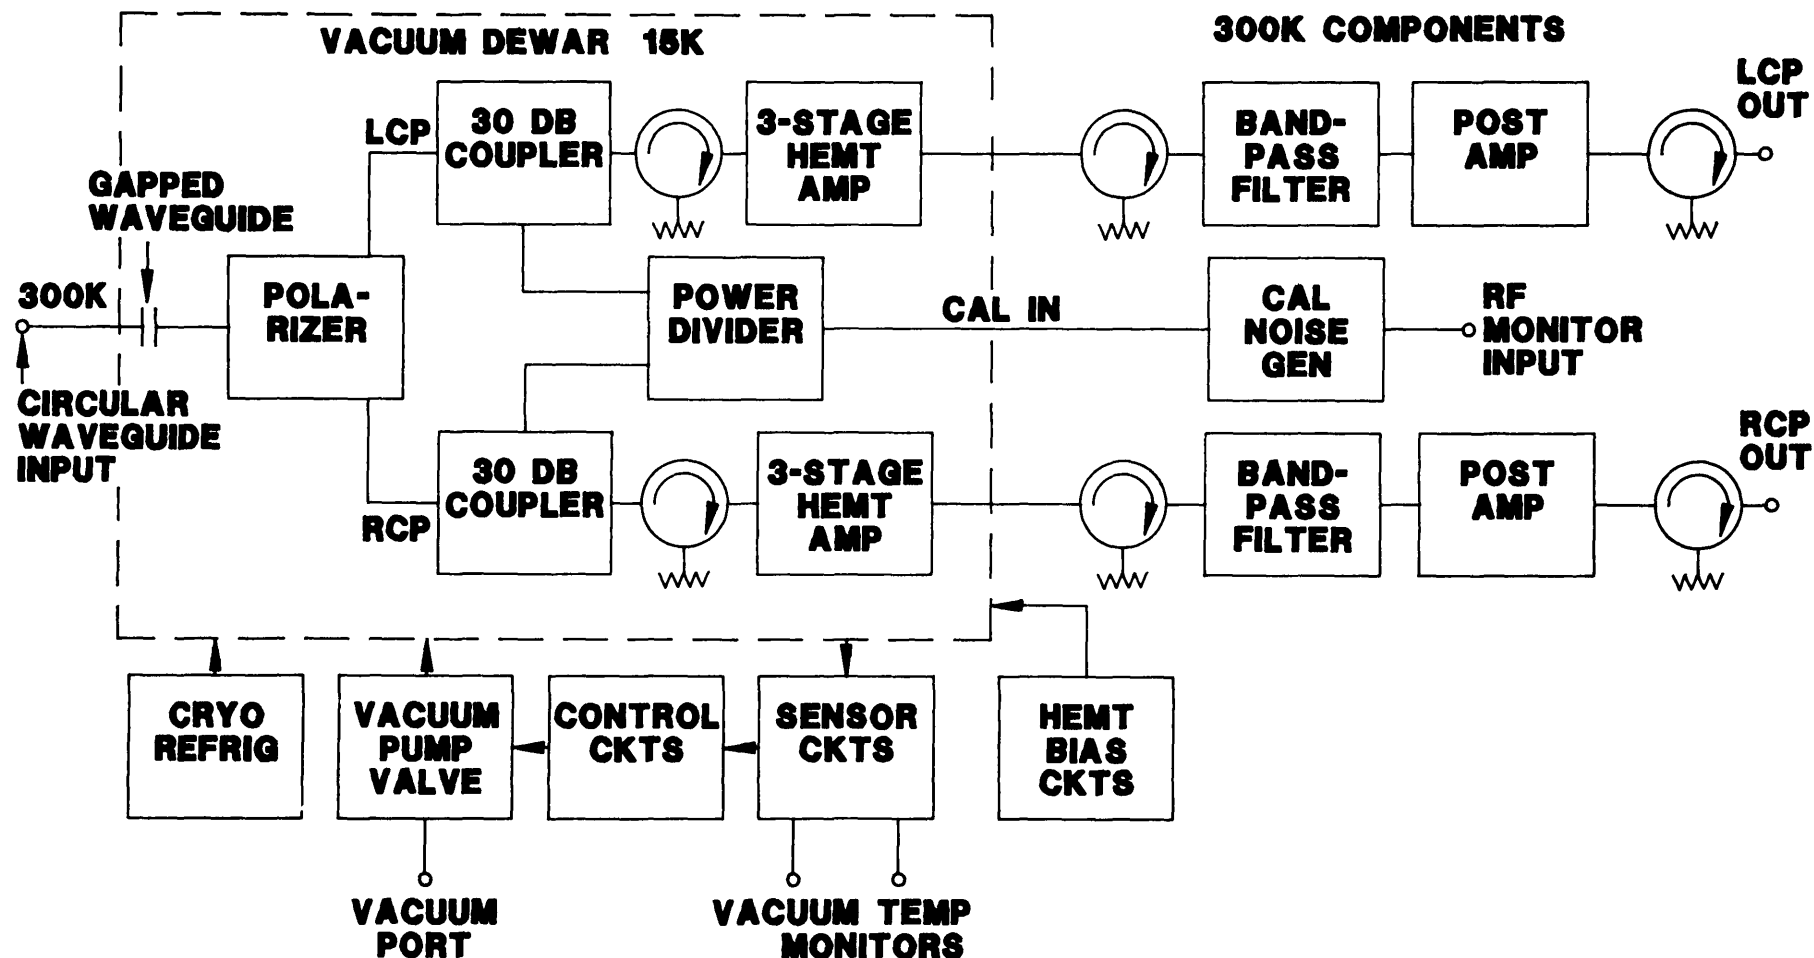 VACUUM DEWAR 15K
300K COMPONENTS
LCP
OUT
LCP
30 DB
COUPLER
3-STAGE
HEMT
AMP
BAND-
PASS
FILTER
POST
AMP
GAPPED
WAVEGUIDE
300K
POLA-
RIZER
POWER
DIVIDER
CAL IN
CAL
NOISE
GEN
RF
MONITOR
INPUT
CIRCULAR
WAVEGUIDE
INPUT
RCP
30 DB
COUPLER
3-STAGE
HEMT
AMP
BAND-
PASS
FILTER
POST
AMP
RCP
OUT
CRYO
REFRIG
VACUUM
PUMP
VALVE
CONTROL
CKTS
SENSOR
CKTS
HEMT
BIAS
CKTS
VACUUM
PORT
VACUUM TEMP
MONITORS